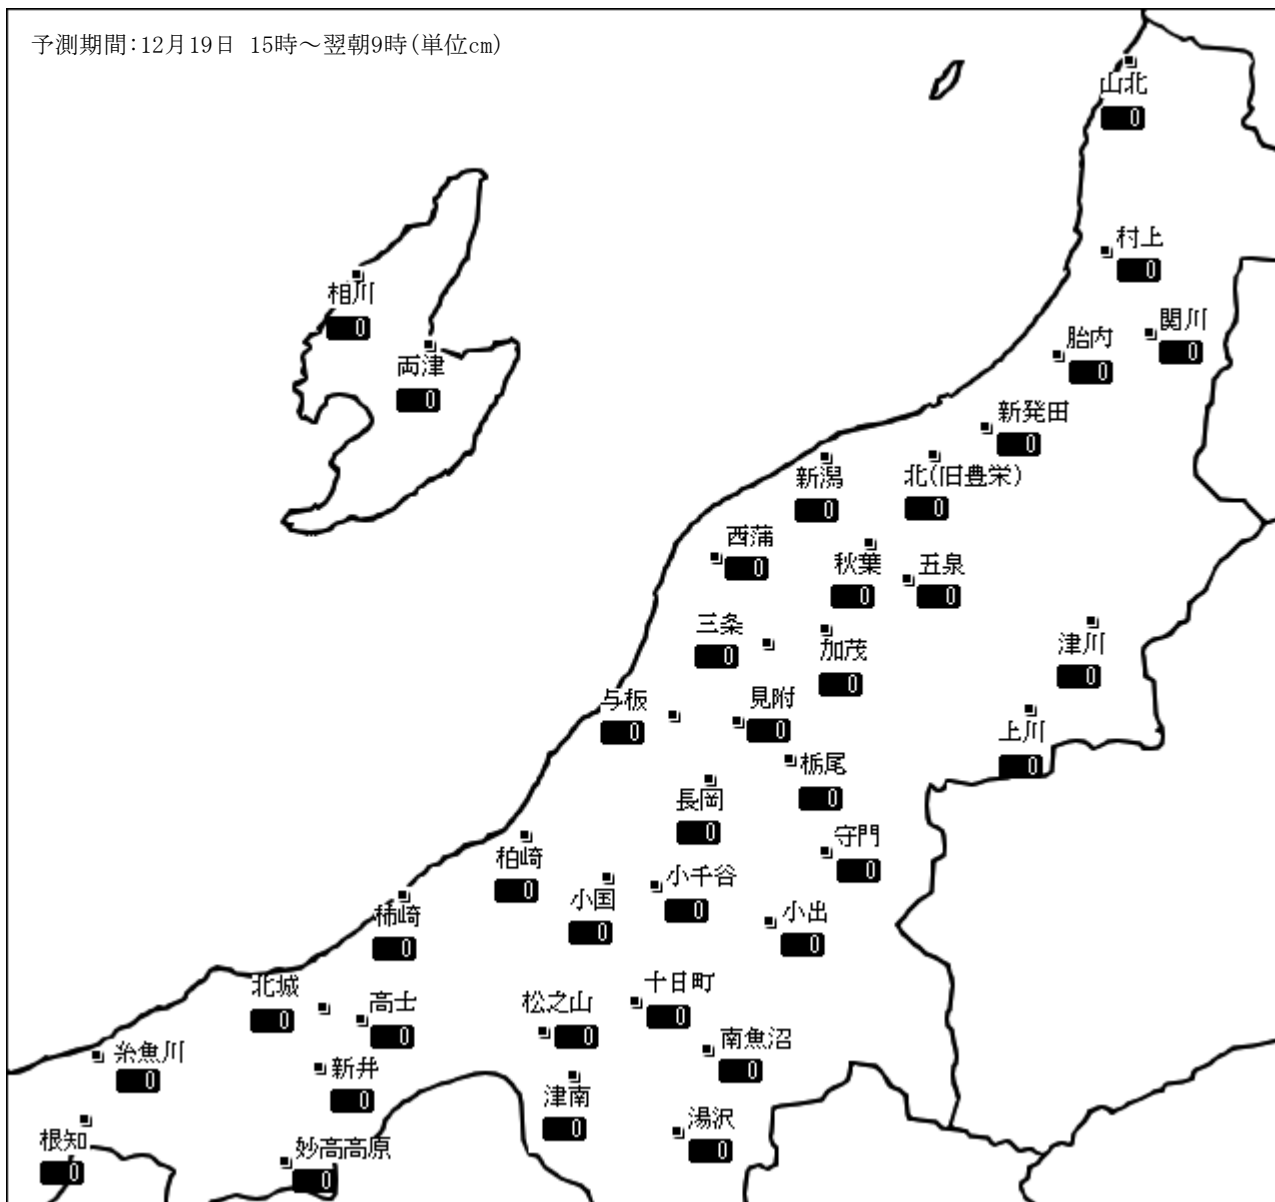 予測期間:12月19日 15時～翌朝9時(単位cm)
山北
0
村上
0
相川
0
関川
0
胎内
0
両津
0
新発田
0
新潟
0
北(旧豊栄)
0
西蒲
0
秋葉
0
五泉
0
三条
0
加茂
0
津川
0
与板
0
見附
0
上川
0
栃尾
0
長岡
0
守門
0
柏崎
0
小千谷
0
小国
0
小出
0
柿崎
0
北城
0
高士
0
松之山
0
十日町
0
南魚沼
0
糸魚川
0
新井
0
津南
0
湯沢
0
根知
0
妙高高原
0